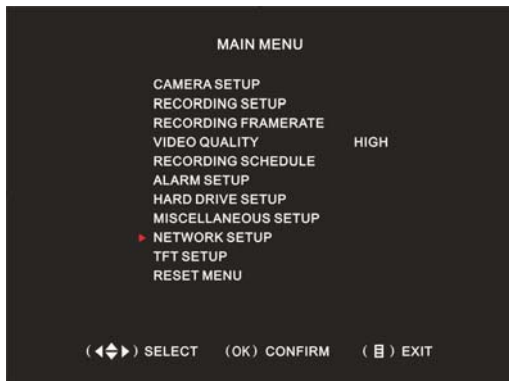 MAIN MENU
CAMERA SETUP
RECORDING SETUP
RECORDING FRAMERATE
VIDEO QUALITY HIGH
RECORDING SCHEDULE
ALARM SETUP
HARD DRIVE SETUP
MISCELLANEOUS SETUP
NETWORK SETUP
TFT SETUP
RESET MENU
( ) SELECT (OK) CONFIRM ( ) EXIT